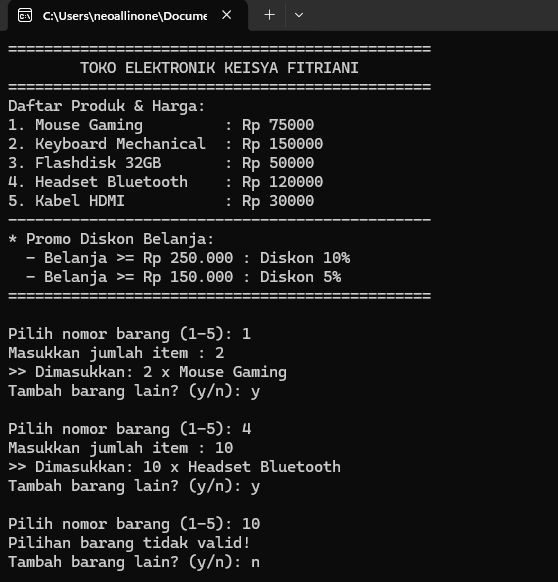 C:\Users\neoallinone\Docume
===============================================
        TOKO ELEKTRONIK KEISYA FITRIANI
===============================================
Daftar Produk & Harga:
1. Mouse Gaming         : Rp 75000
2. Keyboard Mechanical  : Rp 150000
3. Flashdisk 32GB       : Rp 50000
4. Headset Bluetooth    : Rp 120000
5. Kabel HDMI           : Rp 30000
-----------------------------------------------
* Promo Diskon Belanja:
  - Belanja >= Rp 250.000 : Diskon 10%
  - Belanja >= Rp 150.000 : Diskon 5%
===============================================

Pilih nomor barang (1-5): 1
Masukkan jumlah item : 2
>> Dimasukkan: 2 x Mouse Gaming
Tambah barang lain? (y/n): y

Pilih nomor barang (1-5): 4
Masukkan jumlah item : 10
>> Dimasukkan: 10 x Headset Bluetooth
Tambah barang lain? (y/n): y

Pilih nomor barang (1-5): 10
Pilihan barang tidak valid!
Tambah barang lain? (y/n): n